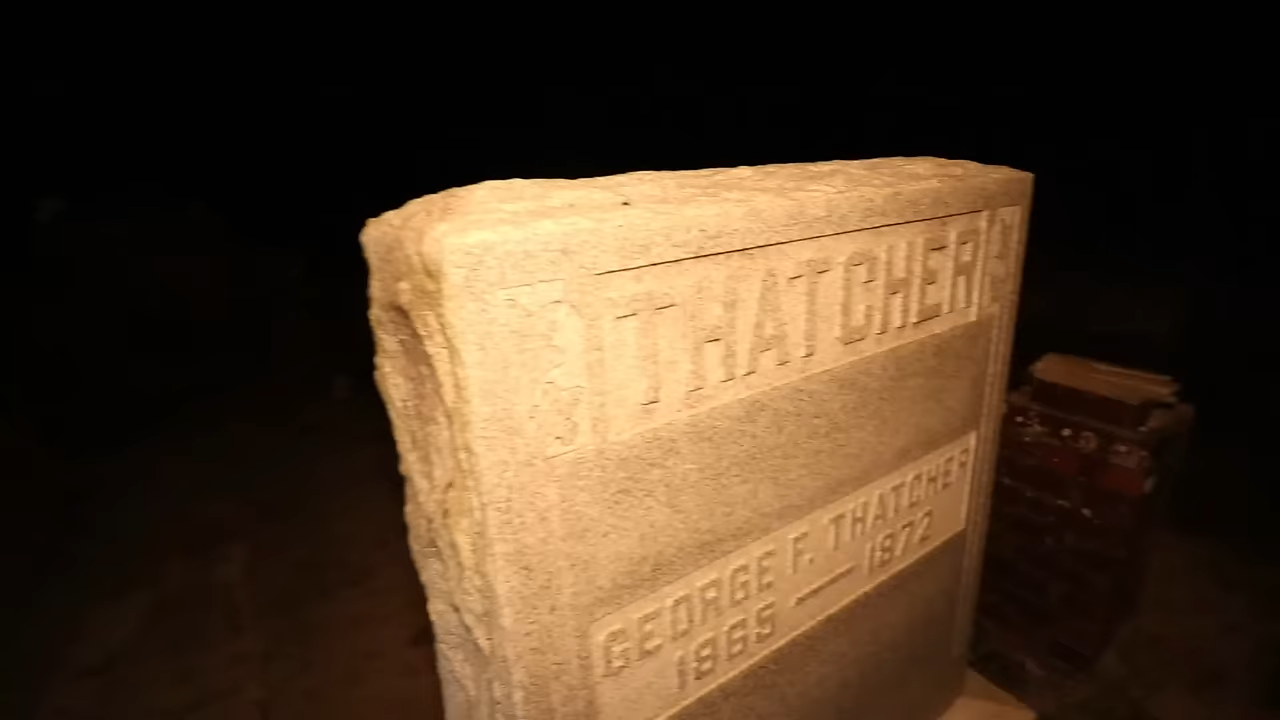 THATCHER
GEORGE F. THATCHER
1865 — 1872